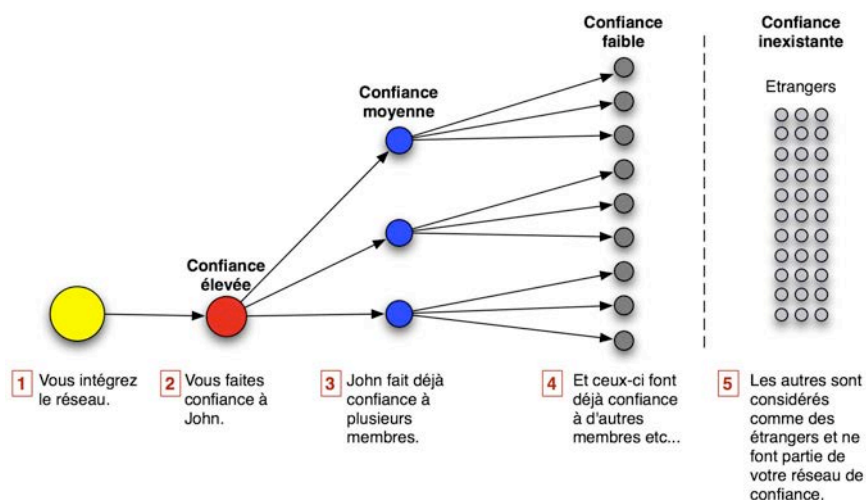 Confiance
faible
Confiance
inexistante
Etrangers
Confiance
moyenne
Confiance
élevée
1 Vous intégrez
le réseau.
2 Vous faites
confiance à
John.
3 John fait déjà
confiance à
plusieurs
membres.
4 Et ceux-ci font
déjà confiance
à d'autres
membres etc...
5 Les autres sont
considérés
comme des
étrangers et ne
font partie de
votre réseau de
confiance.